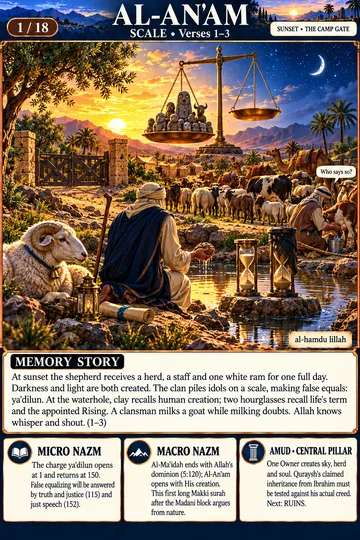 AL-AN'AM
1 / 18
SCALE • Verses 1–3
SUNSET • THE CAMP GATE
Who says so?
al-hamdu lillah
MEMORY STORY
At sunset the shepherd receives a herd, a staff and one white ram for one full day.
Darkness and light are both created. The clan piles idols on a scale, making false equals:
ya'dilun. At the waterhole, clay recalls human creation; two hourglasses recall life's term
and the appointed Rising. A clansman milks a goat while milking doubts. Allah knows
whisper and shout. (1–3)
MICRO NAZM
The charge ya'dilun opens
at 1 and returns at 150.
False equalizing will be answered
by truth and justice (115) and
just speech (152).
MACRO NAZM
Al-Ma'idah ends with Allah's
dominion (5:120); Al-An'am
opens with His creation.
This first long Makki surah
after the Madani block argues
from nature.
AMUD • CENTRAL PILLAR
One Owner creates sky, herd
and soul. Quraysh's claimed
inheritance from Ibrahim must
be tested against his actual creed.
Next: RUINS.